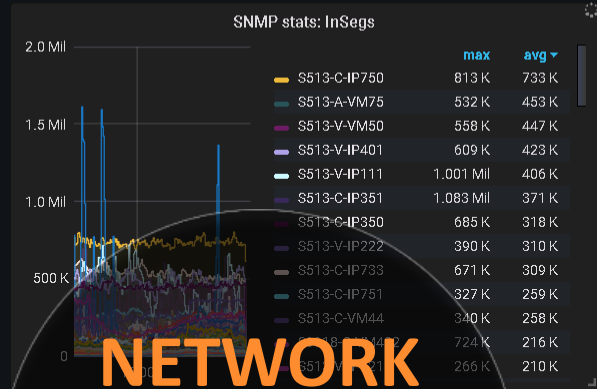 SNMP stats: InSegs
max avg
2.0 Mil
1.5 Mil
1.0 Mil
500 K
0
S513-C-IP750 813 K 733 K
S513-A-VM75 532 K 453 K
S513-V-VM50 558 K 447 K
S513-V-IP401 609 K 423 K
S513-V-IP111 1.001 Mil 406 K
S513-C-IP351 1.083 Mil 371 K
S513-C-IP350 685 K 318 K
S513-V-IP222 390 K 310 K
S513-C-IP733 671 K 309 K
S513-C-IP751 327 K 259 K
S513-C-VM44 340 K 258 K
724 K 216 K
266 K 210 K
NETWORK